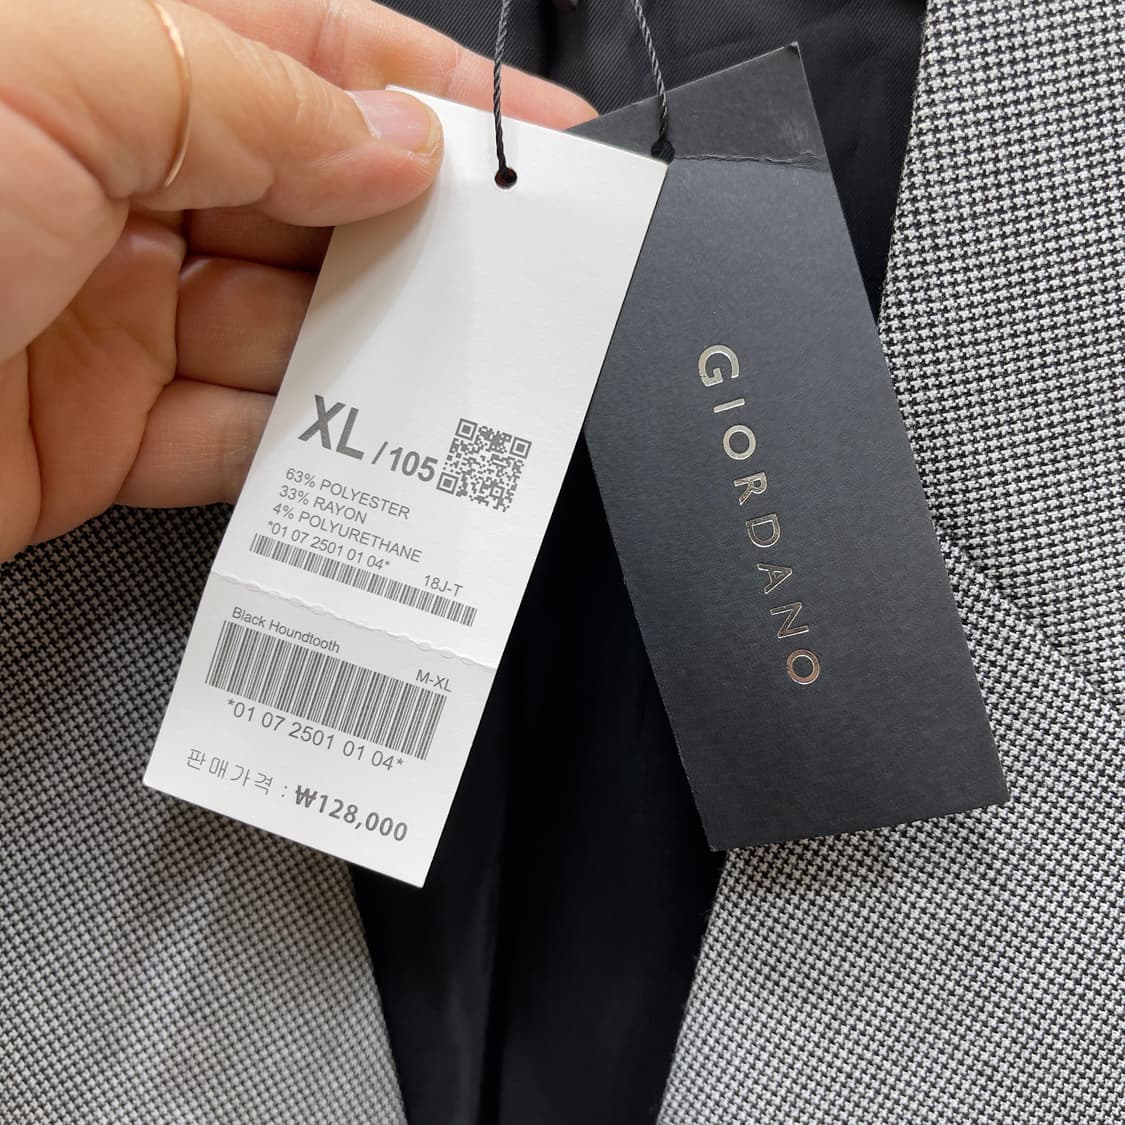 XL / 105
63% POLYESTER
33% RAYON
4% POLYURETHANE
*01 07 2501 01 04*
18J-T
Black Houndtooth
M-XL
*01 07 2501 01 04*
판매가격 : ₩128,000
GIORDANO